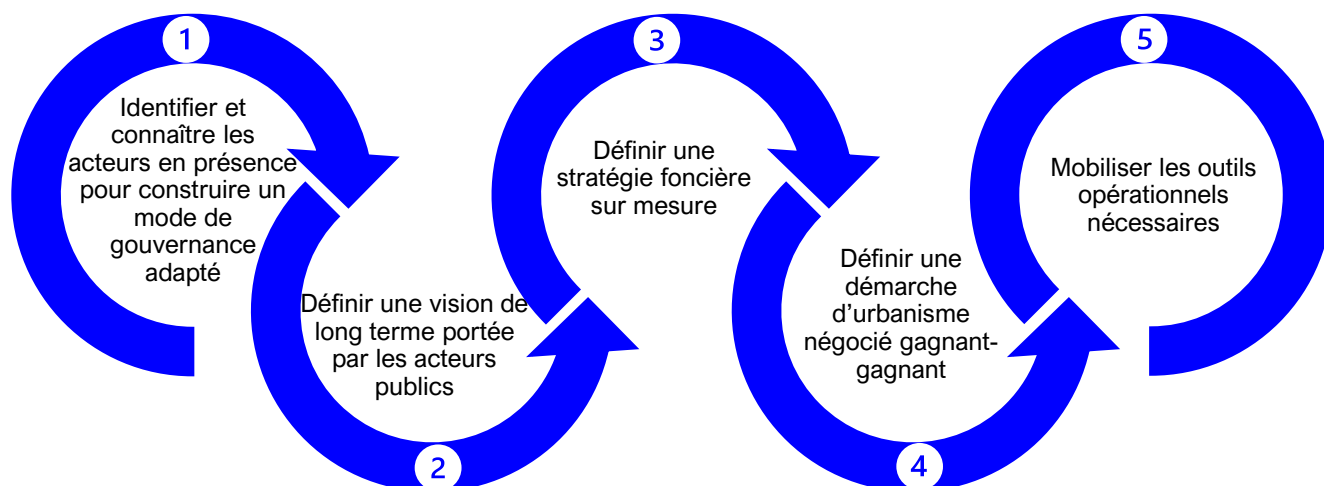 1
Identifier et
connaître les
acteurs en présence
pour construire un
mode de
gouvernance
adapté
2
Définir une vision de
long terme portée
par les acteurs
publics
3
Définir une
stratégie foncière
sur mesure
4
Définir une
démarche
d’urbanisme
négocié gagnant-
gagnant
5
Mobiliser les outils
opérationnels
nécessaires